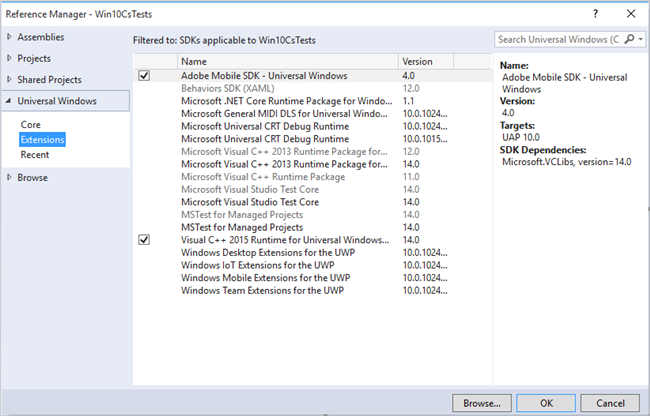 Reference Manager - Win10CsTests
Assemblies
Projects
Shared Projects
Universal Windows
Core
Extensions
Recent
Browse
Filtered to: SDKs applicable to Win10CsTests
Name Version
Adobe Mobile SDK - Universal Windows 4.0
Behaviors SDK (XAML) 12.0
Microsoft .NET Core Runtime Package for Windo... 1.1
Microsoft General MIDI DLS for Universal Windo... 10.0.1024...
Microsoft Universal CRT Debug Runtime 10.0.1024...
Microsoft Universal CRT Debug Runtime 10.0.1015...
Microsoft Visual C++ 2013 Runtime Package for... 12.0
Microsoft Visual C++ 2013 Runtime Package for... 14.0
Microsoft Visual C++ Runtime Package 11.0
Microsoft Visual Studio Test Core 14.0
Microsoft Visual Studio Test Core 14.0
MSTest for Managed Projects 14.0
MSTest for Managed Projects 14.0
Visual C++ 2015 Runtime for Universal Windows... 14.0
Windows Desktop Extensions for the UWP 10.0.1024...
Windows IoT Extensions for the UWP 10.0.1024...
Windows Mobile Extensions for the UWP 10.0.1024...
Windows Team Extensions for the UWP 10.0.1024...
Search Universal Windows (C
Name:
Adobe Mobile SDK - Universal
Windows
Version:
4.0
Targets:
UAP 10.0
SDK Dependencies:
Microsoft.VCLibs, version=14.0
Browse... OK Cancel